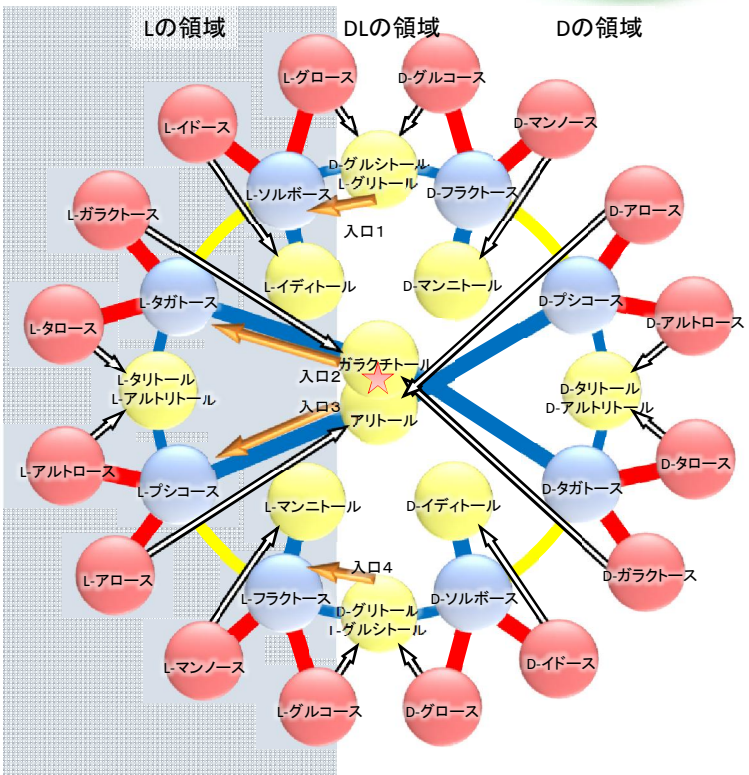 Lの領域
DLの領域
Dの領域
L-グロース
D-グルコース
L-イドース
D-マンノース
D-グルシトール
L-グリトール
L-ソルボース
D-フラクトース
L-ガラクトース
D-アロース
入口1
L-イディトール
D-マンニトール
L-タガトース
D-プシコース
L-タロース
D-アルトロース
ガラクチトール
入口2
L-タリトール
L-アルトリトール
D-タリトール
D-アルトリトール
入口3
アリトール
L-アルトロース
D-タロース
L-プシコース
D-タガトース
L-マンニトール
D-イディトール
L-アロース
D-ガラクトース
入口4
L-フラクトース
D-ソルボース
D-グリトール
L-グルシトール
L-マンノース
D-イドース
L-グルコース
D-グロース